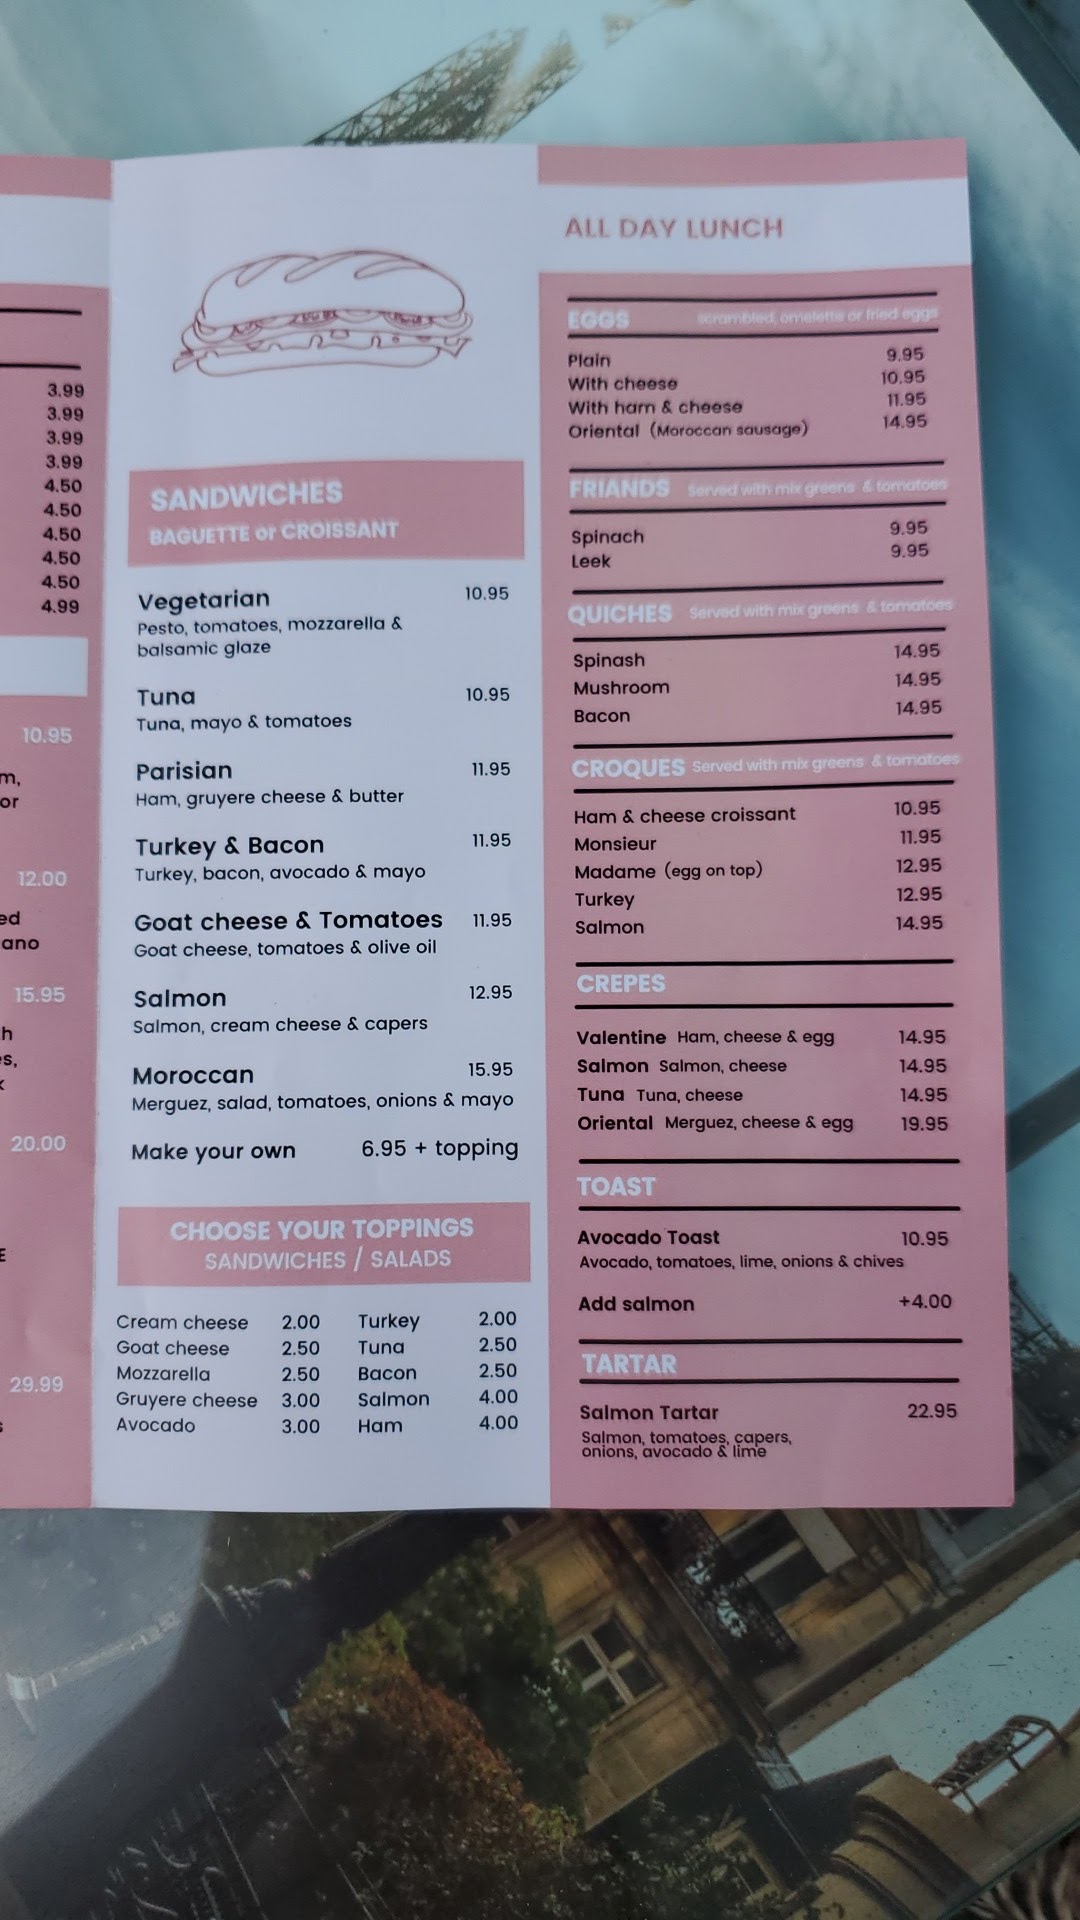 3.99
3.99
3.99
3.99
4.50
4.50
4.50
4.50
4.50
4.99
10.95
m,
or
12.00
ed
ano
15.95
h
s,
20.00
E
29.99
s
SANDWICHES
BAGUETTE or CROISSANT
Vegetarian 10.95
Pesto, tomatoes, mozzarella &
balsamic glaze
Tuna 10.95
Tuna, mayo & tomatoes
Parisian 11.95
Ham, gruyere cheese & butter
Turkey & Bacon 11.95
Turkey, bacon, avocado & mayo
Goat cheese & Tomatoes 11.95
Goat cheese, tomatoes & olive oil
Salmon 12.95
Salmon, cream cheese & capers
Moroccan 15.95
Merguez, salad, tomatoes, onions & mayo
Make your own 6.95 + topping
CHOOSE YOUR TOPPINGS
SANDWICHES / SALADS
Cream cheese 2.00 Turkey 2.00
Goat cheese 2.50 Tuna 2.50
Mozzarella 2.50 Bacon 2.50
Gruyere cheese 3.00 Salmon 4.00
Avocado 3.00 Ham 4.00
ALL DAY LUNCH
EGGS scrambled, omelette or fried eggs
Plain 9.95
With cheese 10.95
With ham & cheese 11.95
Oriental (Moroccan sausage) 14.95
FRIANDS Served with mix greens & tomatoes
Spinach 9.95
Leek 9.95
QUICHES Served with mix greens & tomatoes
Spinash 14.95
Mushroom 14.95
Bacon 14.95
CROQUES Served with mix greens & tomatoes
Ham & cheese croissant 10.95
Monsieur 11.95
Madame (egg on top) 12.95
Turkey 12.95
Salmon 14.95
CREPES
Valentine Ham, cheese & egg 14.95
Salmon Salmon, cheese 14.95
Tuna Tuna, cheese 14.95
Oriental Merguez, cheese & egg 19.95
TOAST
Avocado Toast 10.95
Avocado, tomatoes, lime, onions & chives
Add salmon +4.00
TARTAR
Salmon Tartar 22.95
Salmon, tomatoes, capers,
onions, avocado & lime